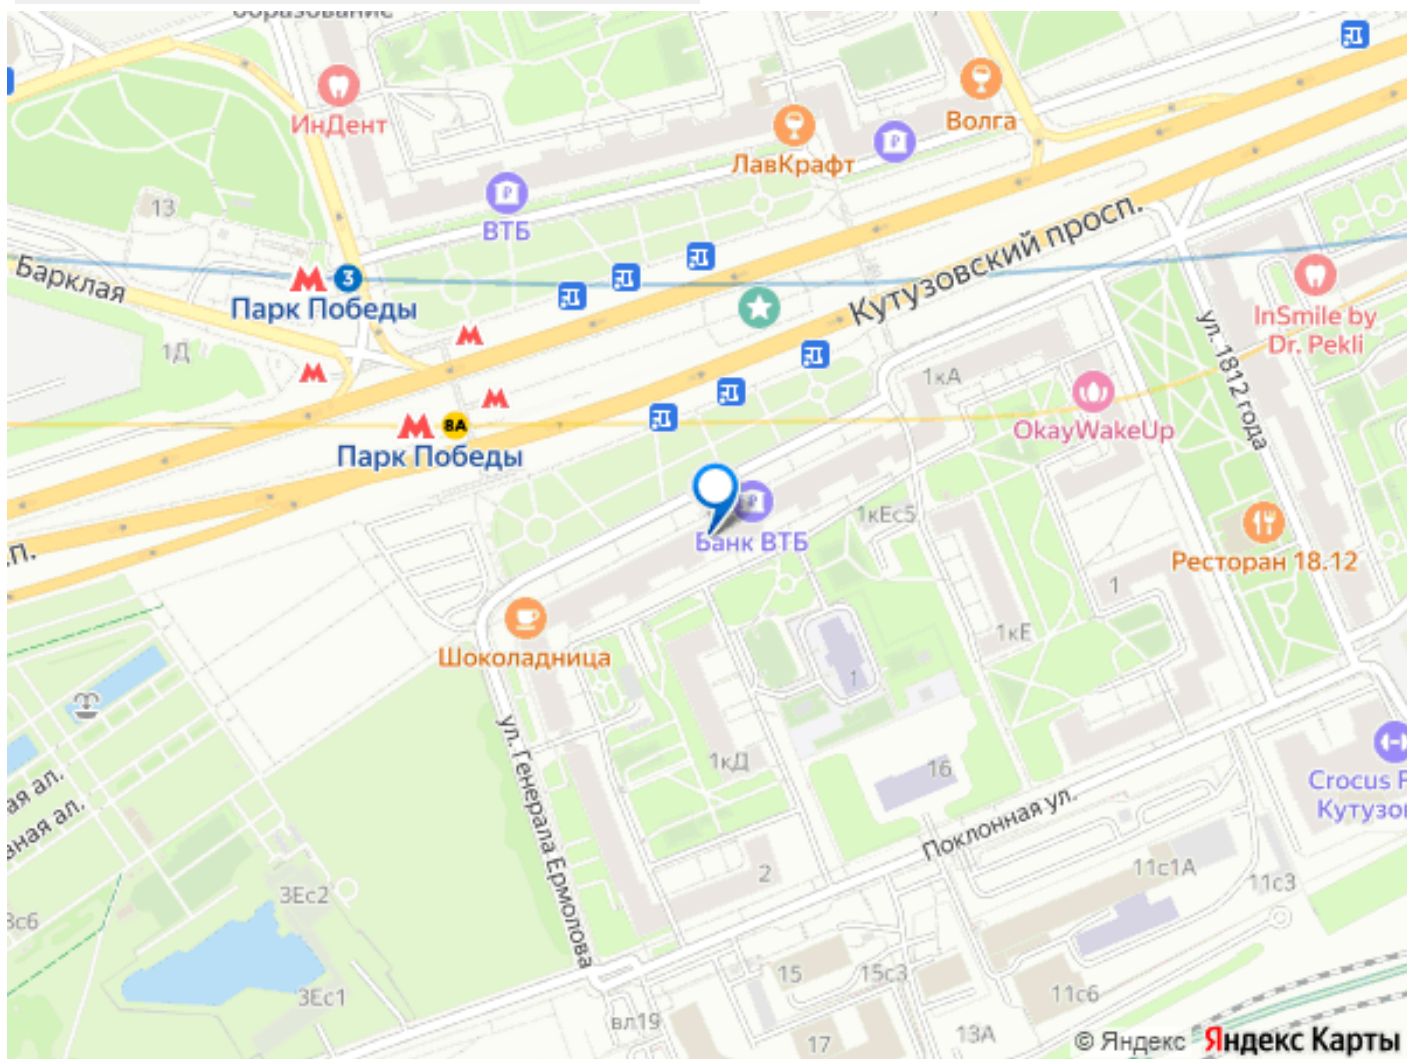 образование
ИнДент
Волга
ЛавКрафт
13
ВТБ
Кутузовский просп.
Барклая
3
Парк Победы
InSmile by
Dr. Pekli
ул. 1812 года
1Д
1кА
8А
OkayWakeUp
Парк Победы
1кЕс5
Банк ВТБ
Ресторан 18.12
1
1кЕ
Шоколадница
1
ул. Генерала Ермолова
1кД
16
Crocus F
Кутузов
Поклонная ул.
2
11с1А
11с3
3Ес2
15
15с3
3Ес1
11с6
вл19
17
13А
© Яндекс Яндекс Карты